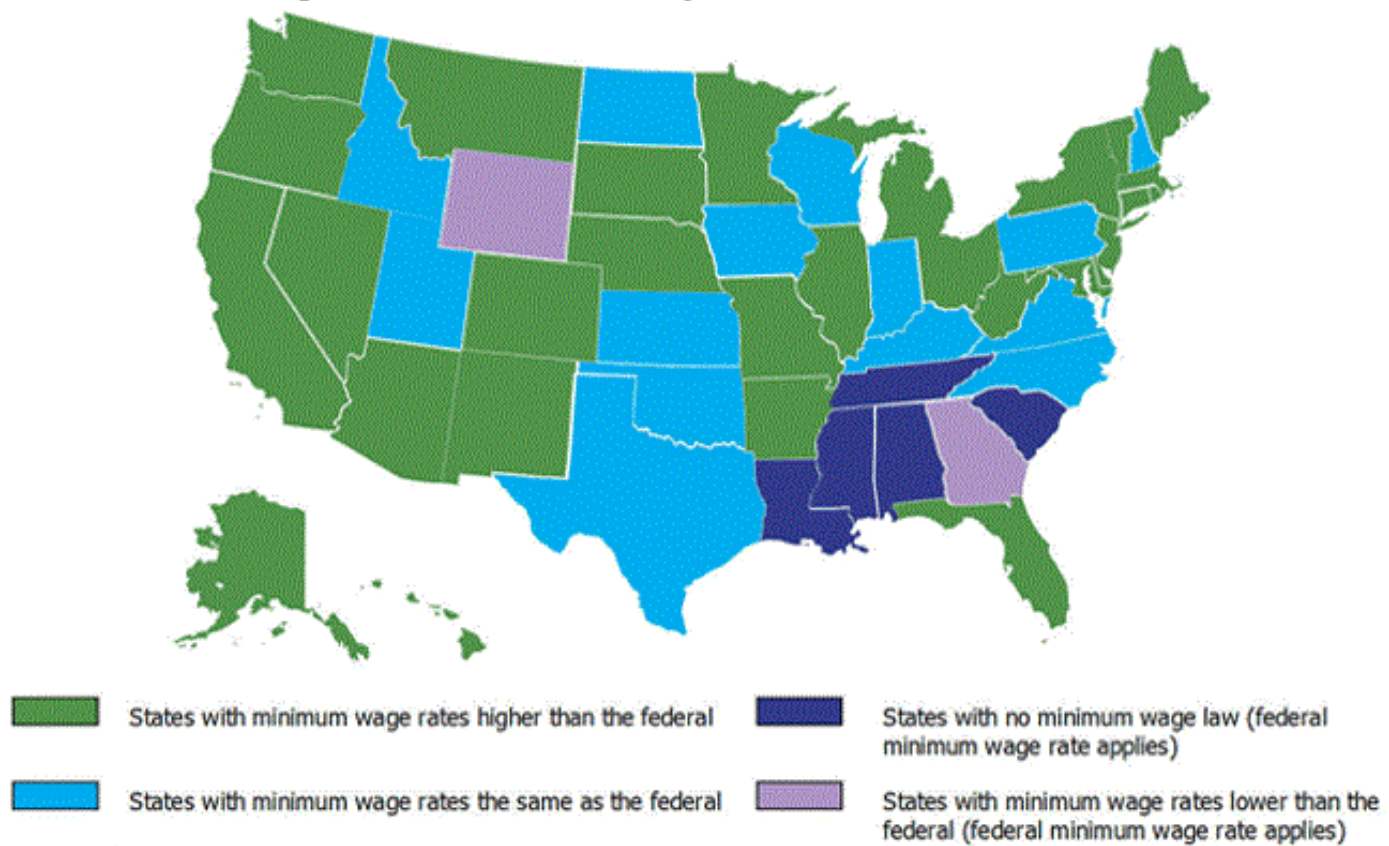 States with minimum wage rates higher than the federal
States with no minimum wage law (federal
minimum wage rate applies)
States with minimum wage rates the same as the federal
States with minimum wage rates lower than the
federal (federal minimum wage rate applies)